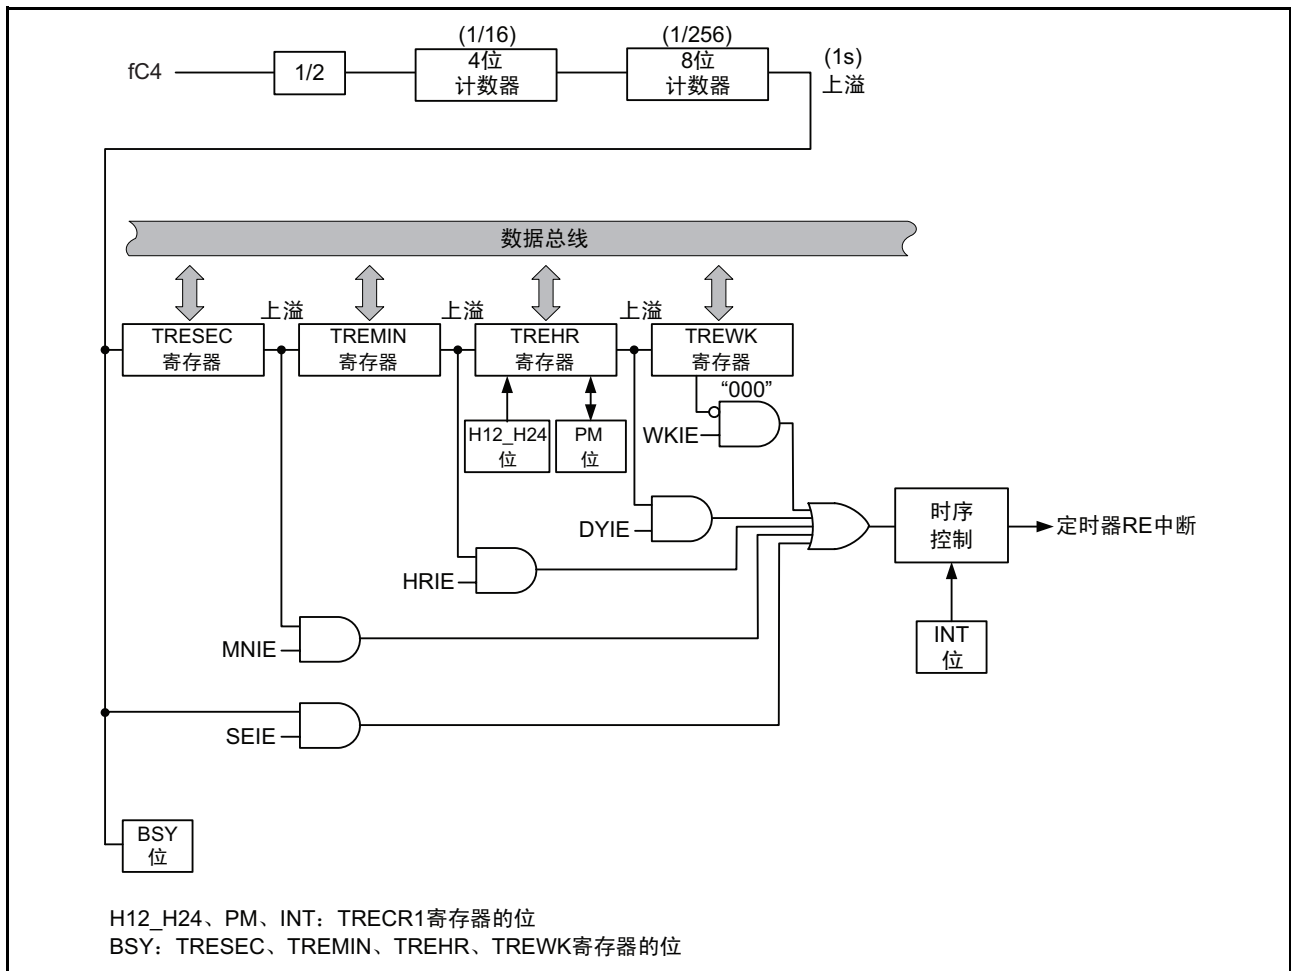 (1/16)
(1/256)
fC4
1/2
4位
计数器
8位
计数器
(1s)
上溢
数据总线
上溢
上溢
上溢
TRESEC
寄存器
TREMIN
寄存器
TREHR
寄存器
TREWK
寄存器
“000”
H12_H24
位
PM
位
WKIE
DYIE
HRIE
MNIE
SEIE
时序
控制
定时器RE中断
INT
位
BSY
位
H12_H24、PM、INT：TRECR1寄存器的位
BSY：TRESEC、TREMIN、TREHR、TREWK寄存器的位